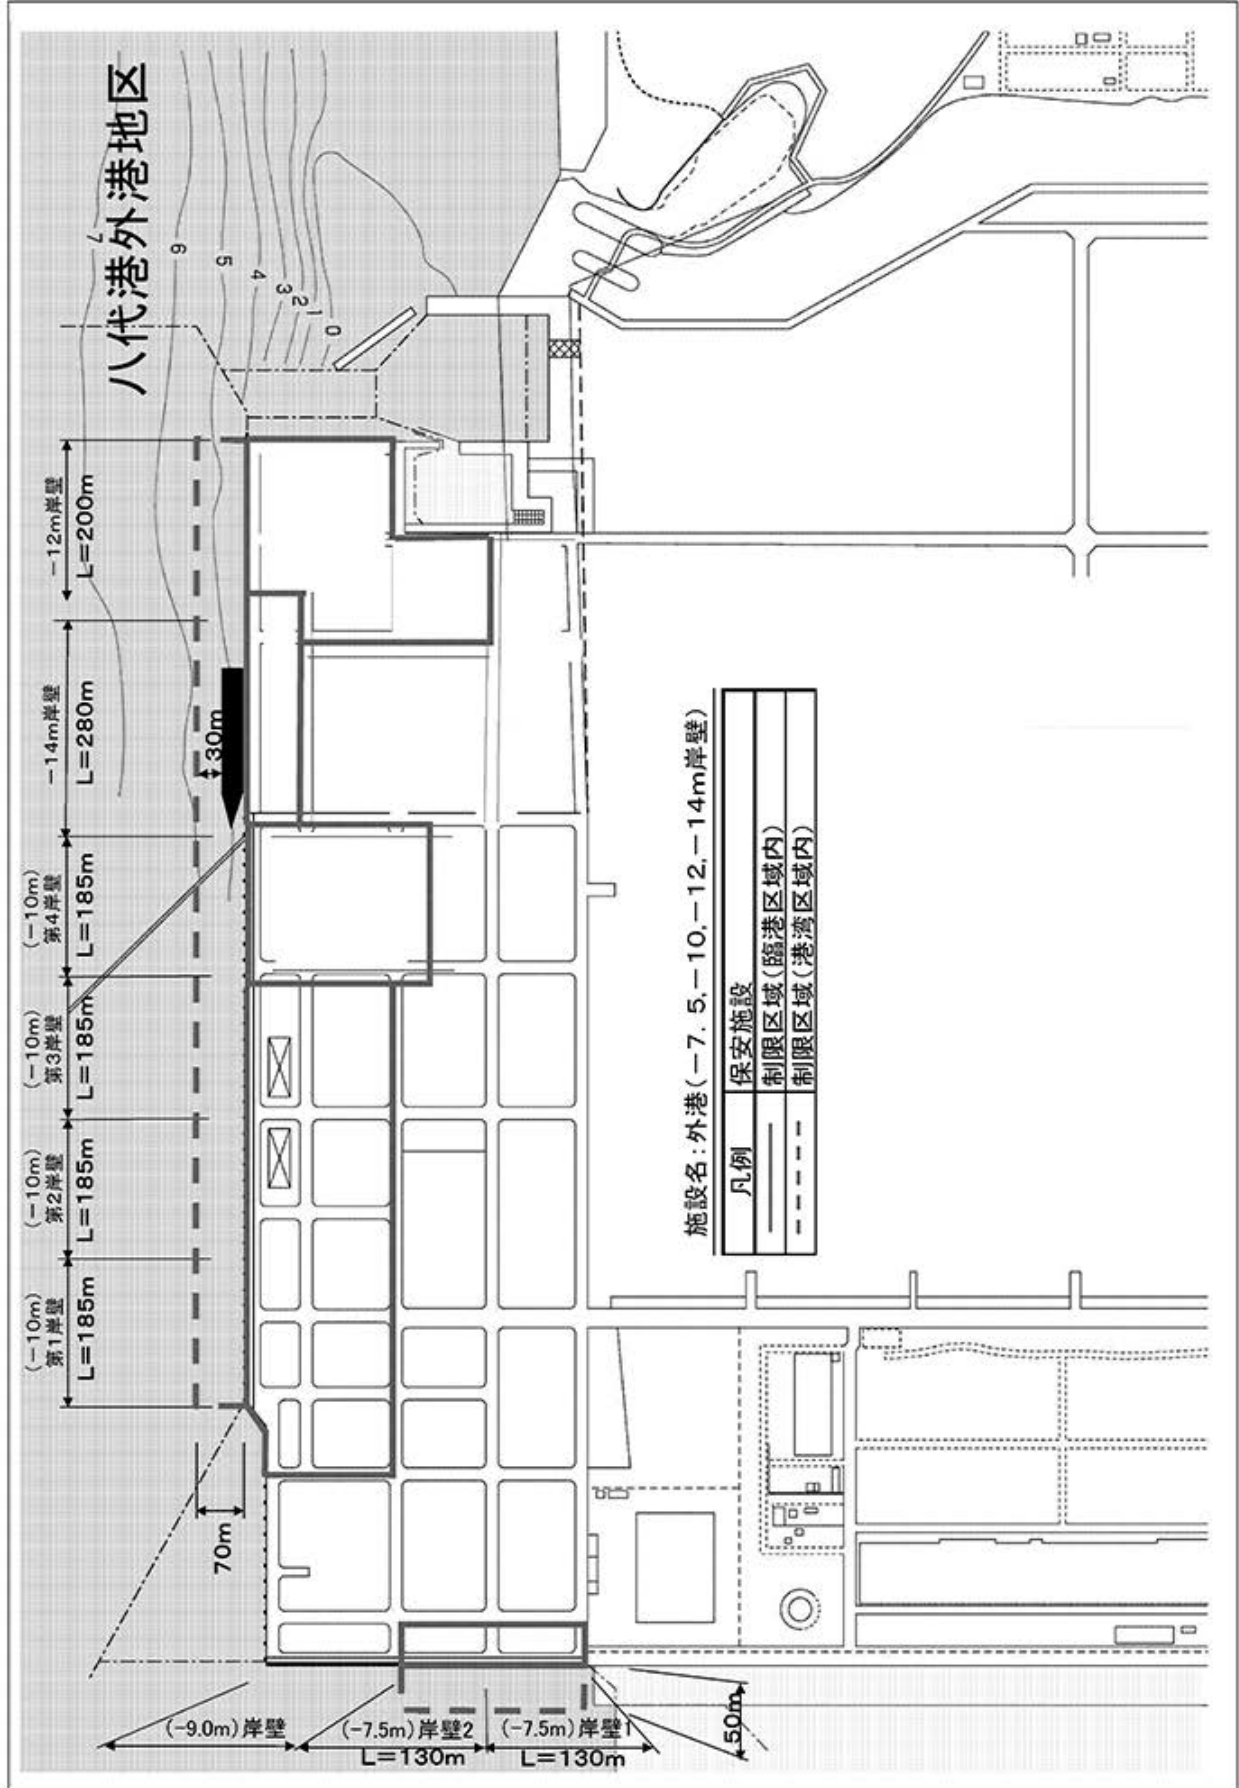 八代港外港地区
7
6
5
4
3
2
1
0
(-10m)
第1岸壁
L=185m
(-10m)
第2岸壁
L=185m
(-10m)
第3岸壁
L=185m
(-10m)
第4岸壁
L=185m
-14m岸壁
L=280m
-12m岸壁
L=200m
30m
70m
施設名:外港(-7.5,-10,-12,-14m岸壁)
凡例 保安施設
制限区域(臨港区域内)
制限区域(港湾区域内)
(-9.0m)岸壁
(-7.5m)岸壁2
L=130m
(-7.5m)岸壁1
L=130m
50m